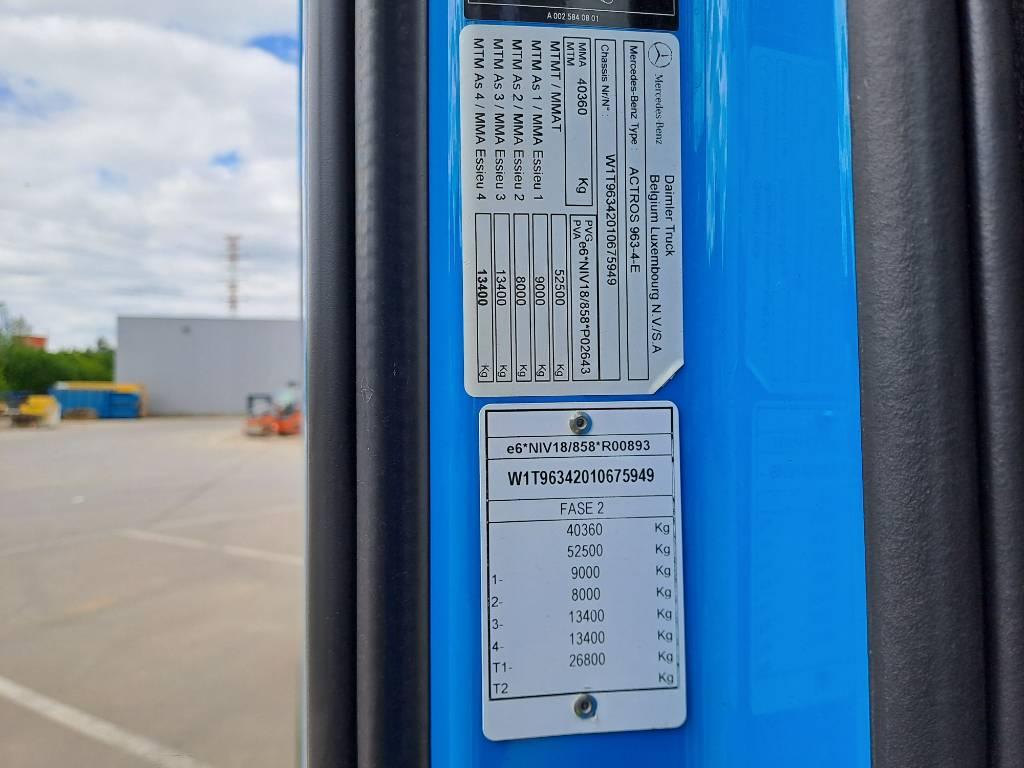 A 002 584 08 01
Mercedes-Benz
Daimler Truck
Belgium Luxembourg N.V./S.A
Mercedes-Benz Type : ACTROS 963-4-E
Chassis Nr/N° : W1T96342010675949
MMA
MTM 40360 Kg
PVG
PVA e6*NIV18/858*P02643
MTMT / MMAT 52500 Kg
MTM As 1 / MMA Essieu 1 9000 Kg
MTM As 2 / MMA Essieu 2 8000 Kg
MTM As 3 / MMA Essieu 3 13400 Kg
MTM As 4 / MMA Essieu 4 13400 Kg
e6*NIV18/858*R00893
W1T96342010675949
FASE 2
40360 Kg
52500 Kg
1- 9000 Kg
2- 8000 Kg
3- 13400 Kg
4- 13400 Kg
T1- 26800 Kg
T2 Kg